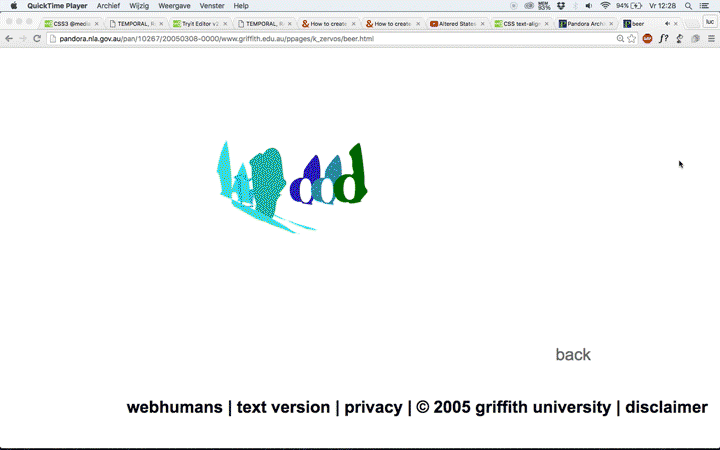 QuickTime Player Archief Wijzig Weergave Venster Help 94% Vr 12:28
CSS3 @media TEMPORAL, R Tryit Editor v2 TEMPORAL, R How to create How to create Altered States CSS text-align Pandora Arch beer luc
pandora.nla.gov.au/pan/10267/20050308-0000/www.griffith.edu.au/ppages/k_zervos/beer.html
back
webhumans | text version | privacy | © 2005 griffith university | disclaimer